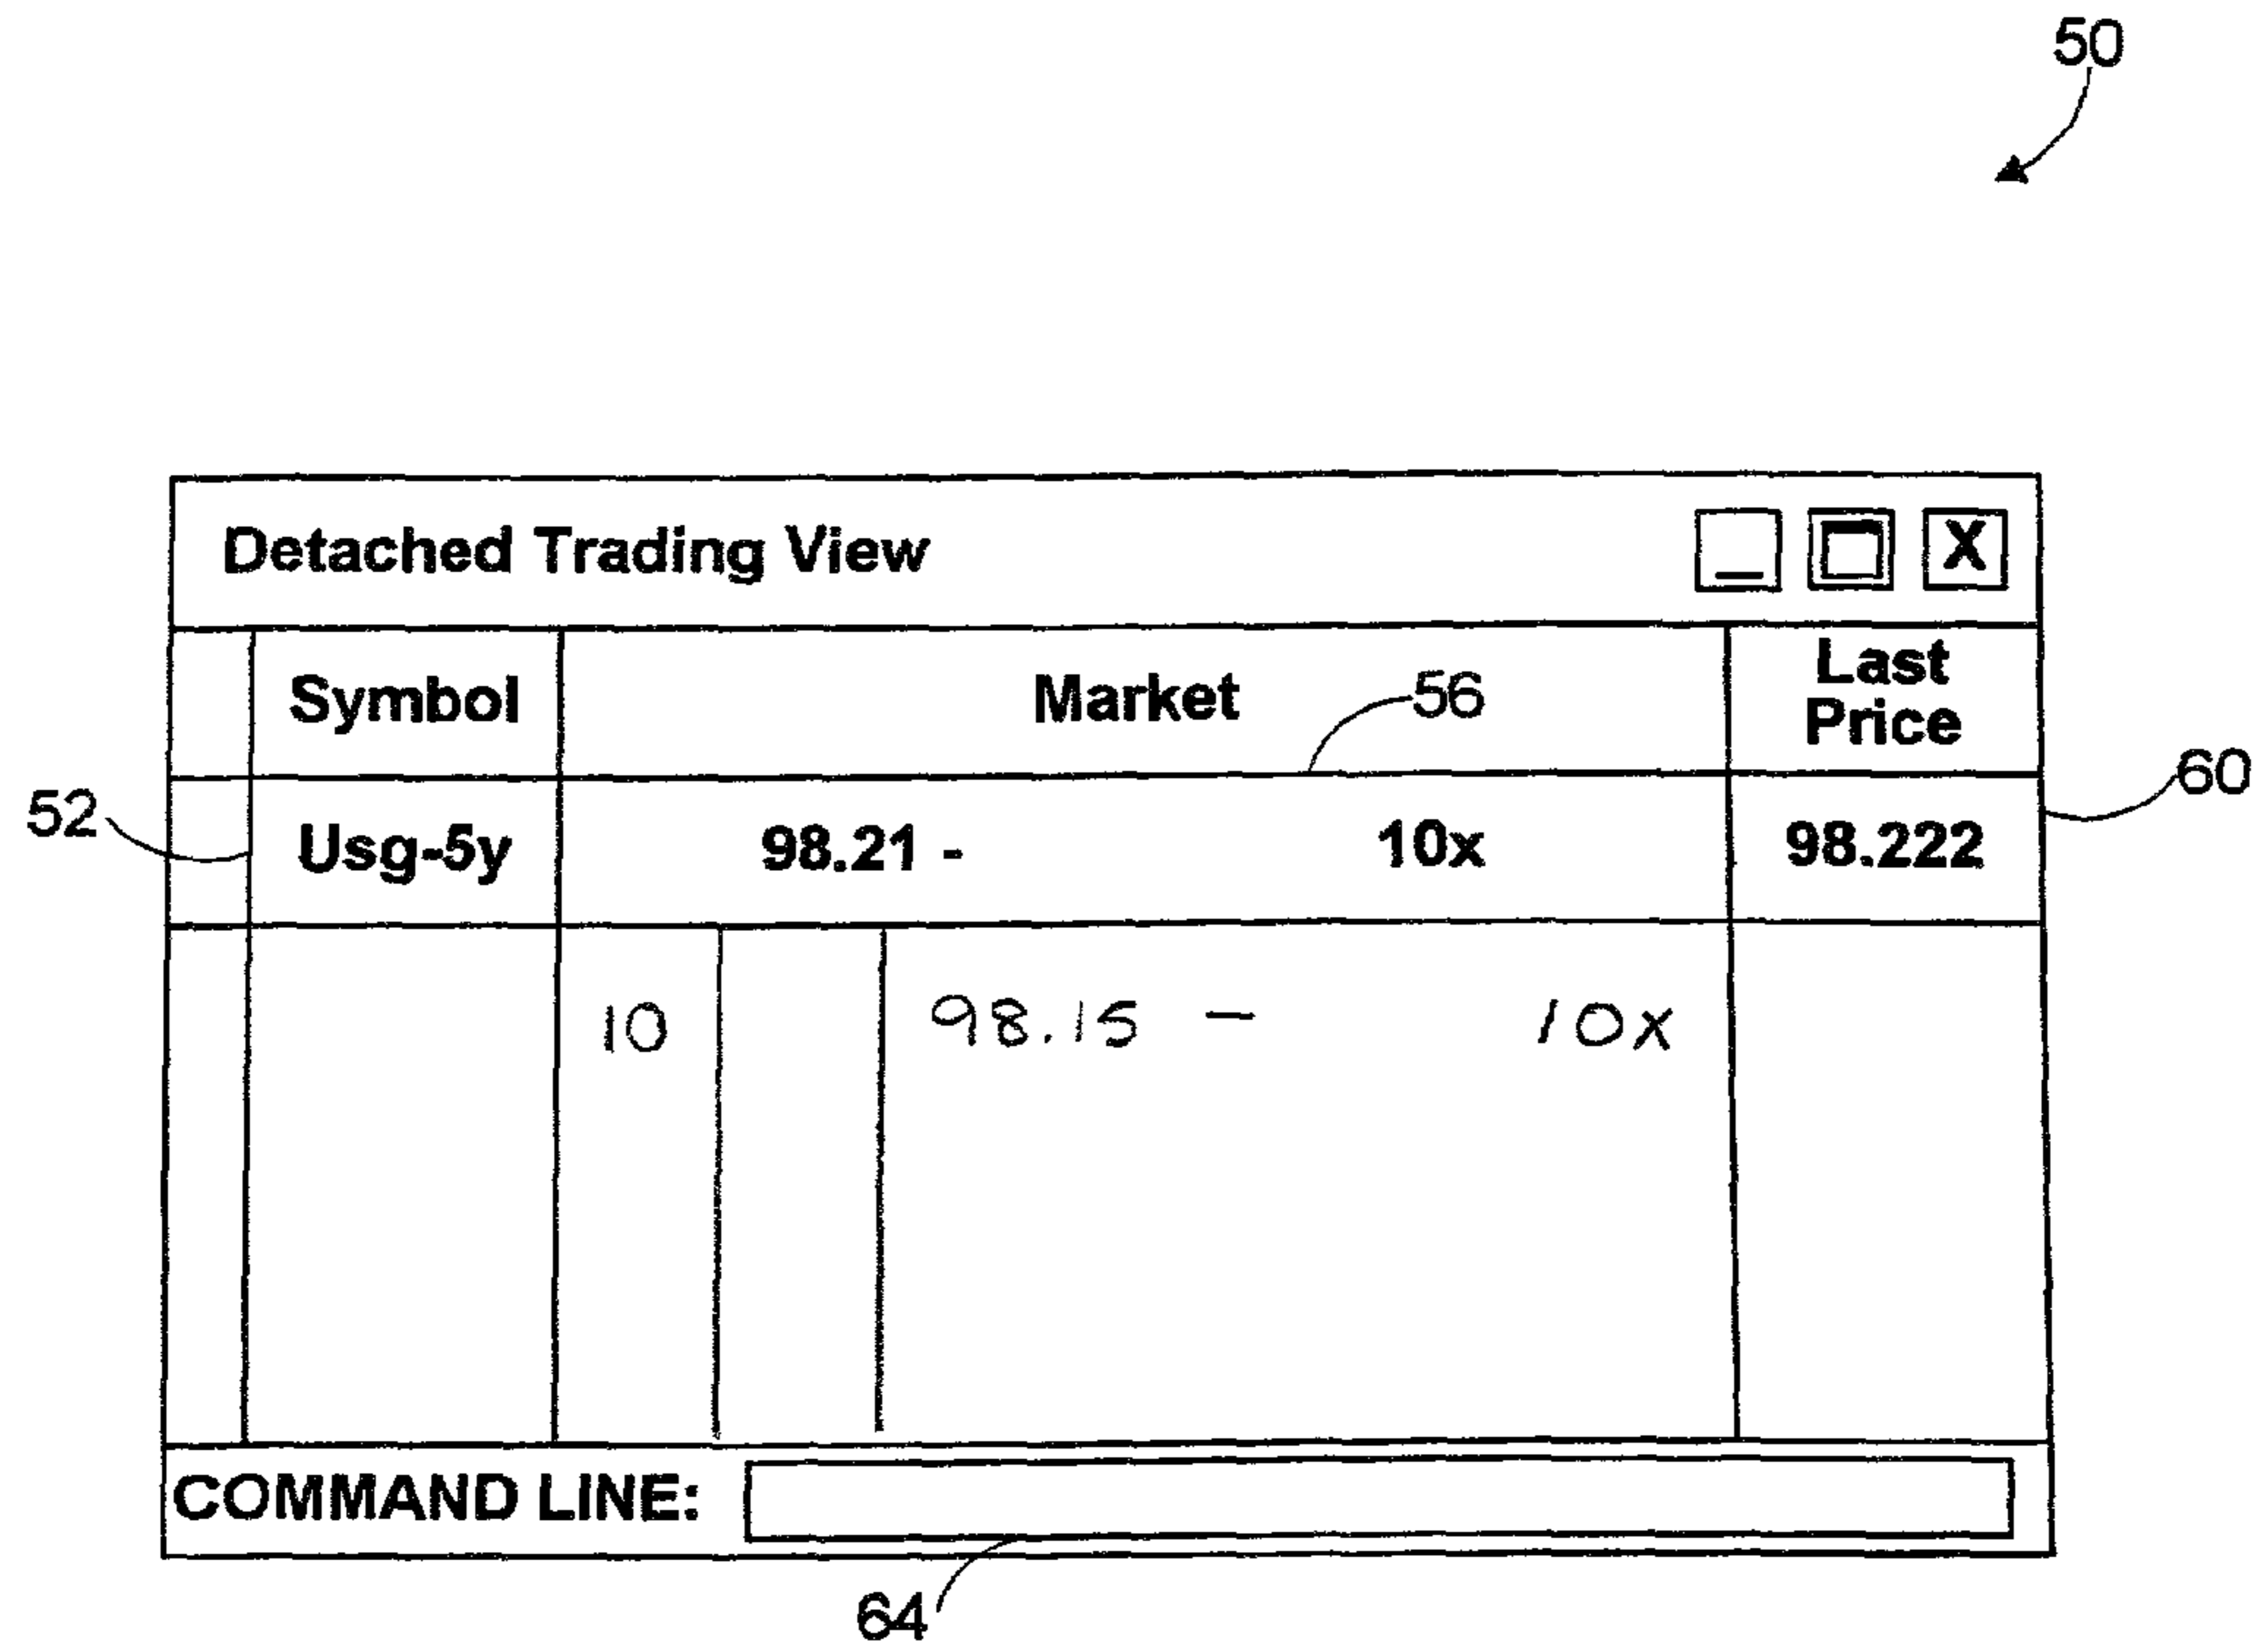 50
Detached Trading View X
Symbol Market 56 Last Price
52 Usg-5y 98.21 - 10x 98.222 60
10 98.15 - 10x
COMMAND LINE:
64